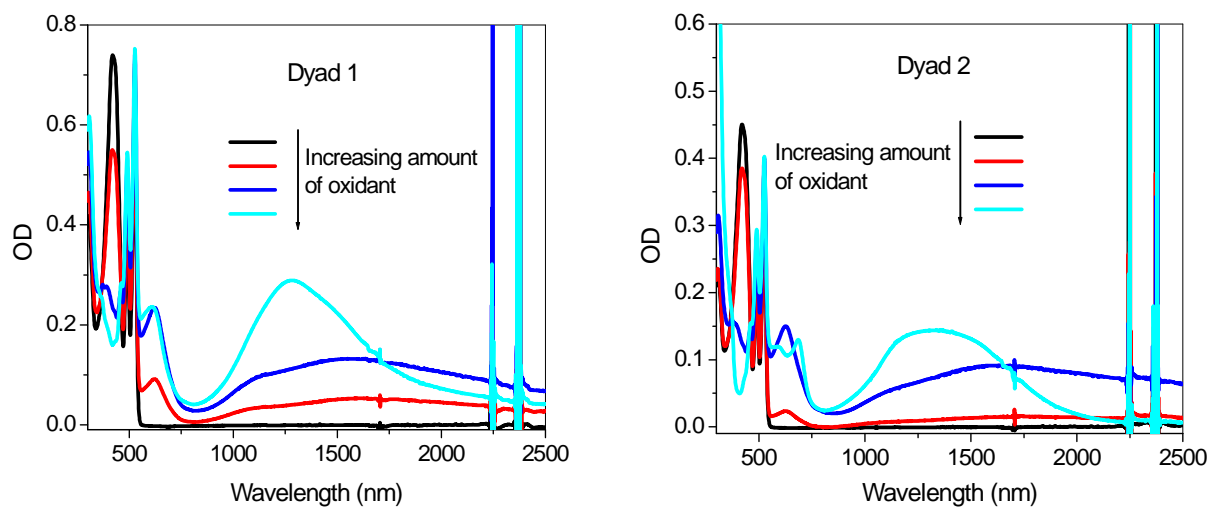 Dyad 1
Increasing amount
of oxidant
OD
0.8
0.6
0.4
0.2
0.0
500
1000
1500
2000
2500
Wavelength (nm)
Dyad 2
Increasing amount
of oxidant
OD
0.6
0.5
0.4
0.3
0.2
0.1
0.0
500
1000
1500
2000
2500
Wavelength (nm)